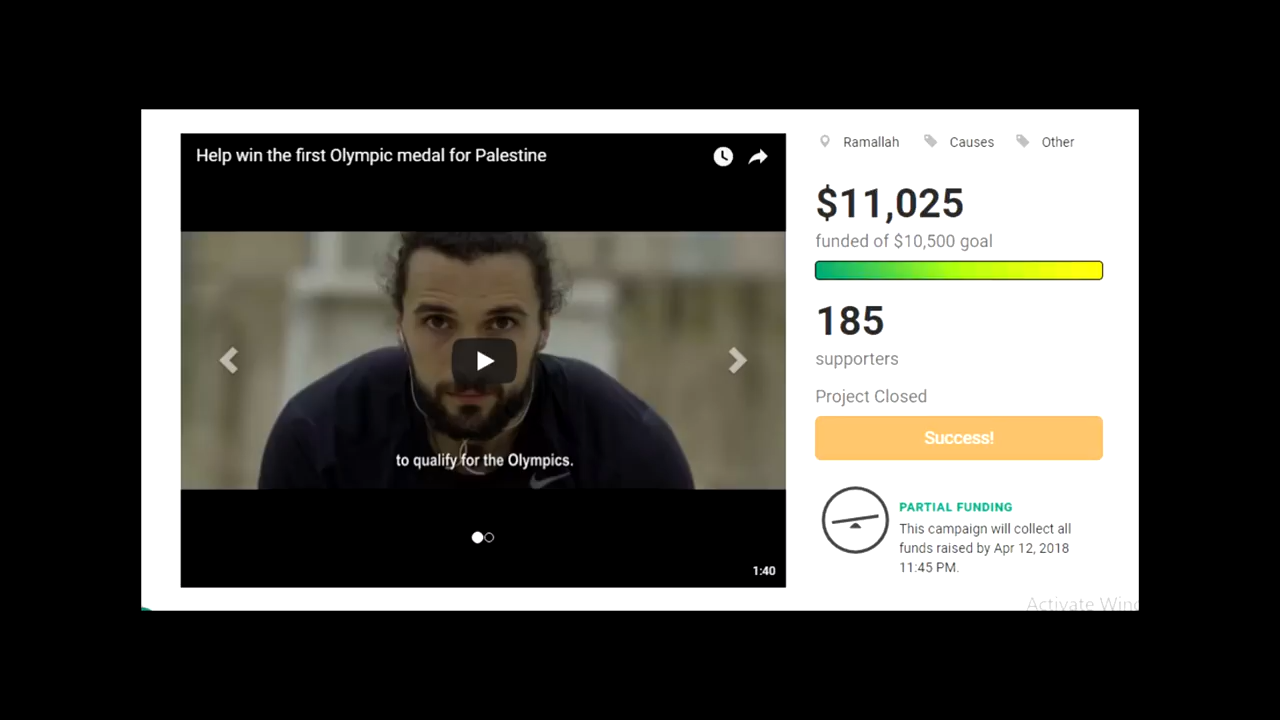 Help win the first Olympic medal for Palestine
to qualify for the Olympics.
1:40
Ramallah Causes Other
$11,025
funded of $10,500 goal
185
supporters
Project Closed
Success!
PARTIAL FUNDING
This campaign will collect all
funds raised by Apr 12, 2018
11:45 PM.
Activate Wind